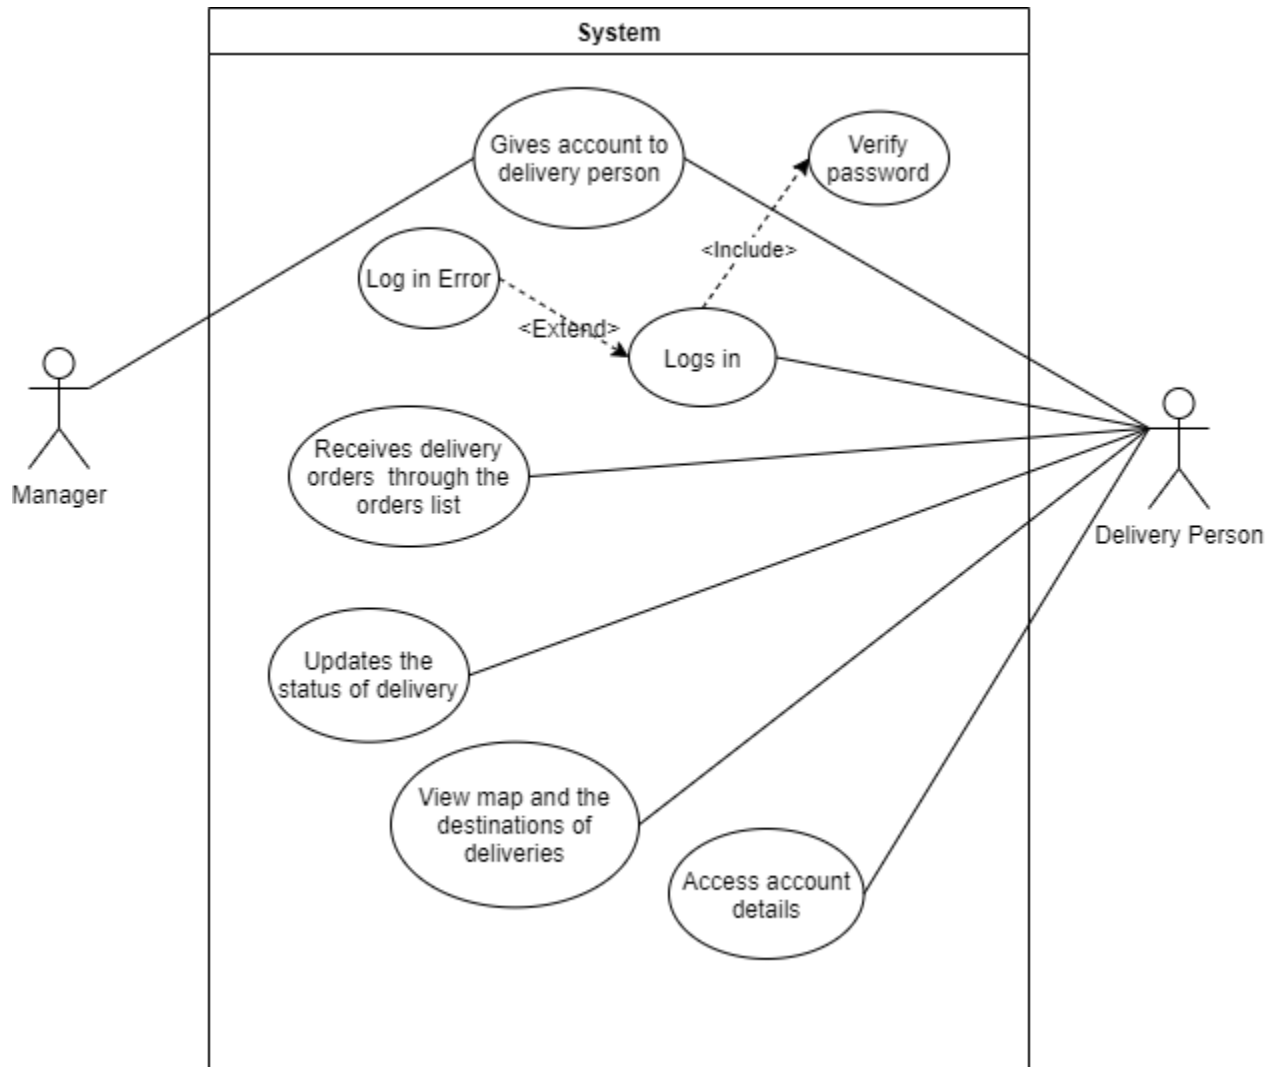 System
Gives account to
delivery person
Verify
password
<Include>
Log in Error
<Extend>
Logs in
Receives delivery
orders  through the
orders list
Manager
Delivery Person
Updates the
status of delivery
View map and the
destinations of
deliveries
Access account
details